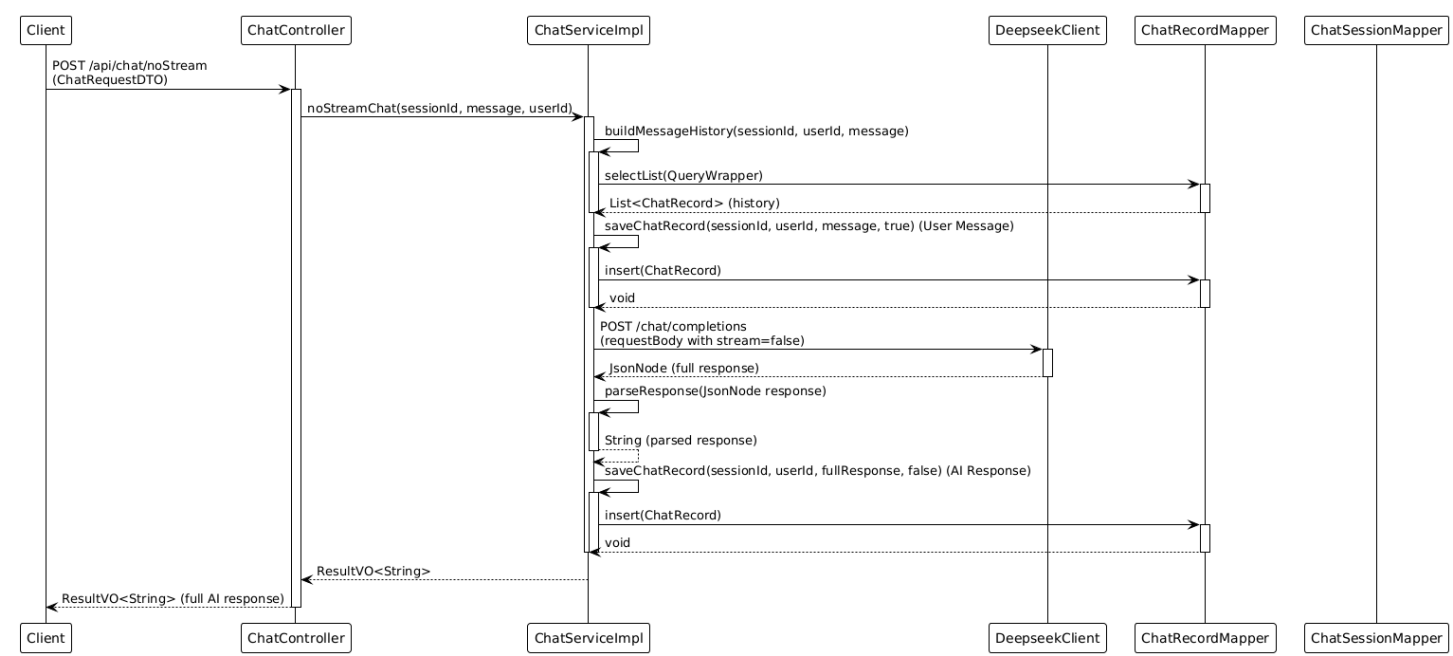 Client
ChatController
ChatServiceImpl
DeepseekClient
ChatRecordMapper
ChatSessionMapper
POST /api/chat/noStream
(ChatRequestDTO)
noStreamChat(sessionId, message, userId)
buildMessageHistory(sessionId, userId, message)
selectList(QueryWrapper)
List<ChatRecord> (history)
saveChatRecord(sessionId, userId, message, true) (User Message)
insert(ChatRecord)
void
POST /chat/completions
(requestBody with stream=false)
JsonNode (full response)
parseResponse(JsonNode response)
String (parsed response)
saveChatRecord(sessionId, userId, fullResponse, false) (AI Response)
insert(ChatRecord)
void
ResultVO<String>
ResultVO<String> (full AI response)
Client
ChatController
ChatServiceImpl
DeepseekClient
ChatRecordMapper
ChatSessionMapper